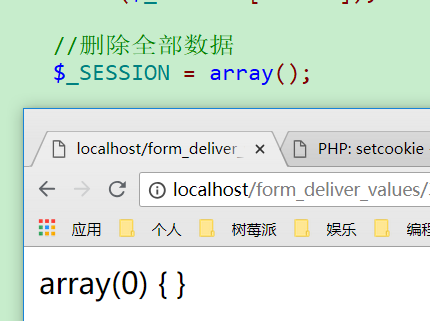 //删除全部数据
$_SESSION = array();
localhost/form_deliver_
PHP: setcookie
localhost/form_deliver_values/
应用 个人 树莓派 娱乐 编程
array(0) { }